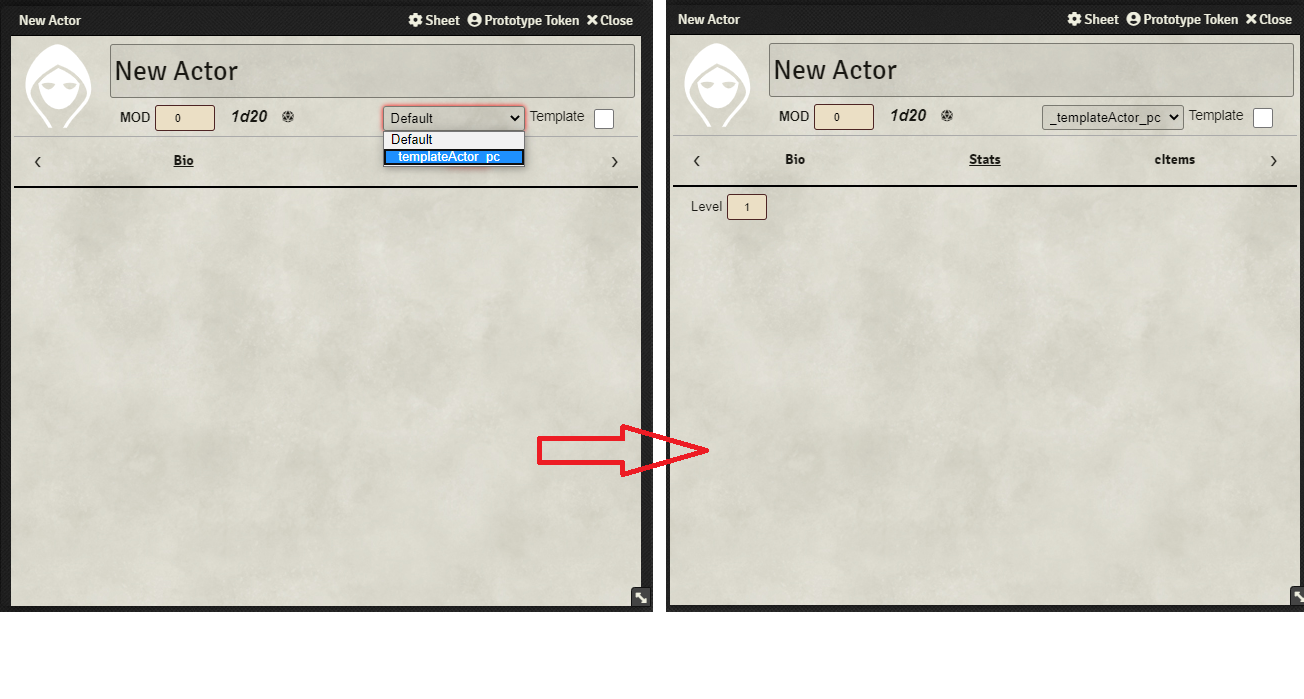 New Actor Sheet Prototype Token Close
New Actor
MOD 0 1d20 Default Template
Default
_templateActor_pc
Bio
New Actor Sheet Prototype Token Close
New Actor
MOD 0 1d20 _templateActor_pc Template
Bio Stats cItems
Level 1